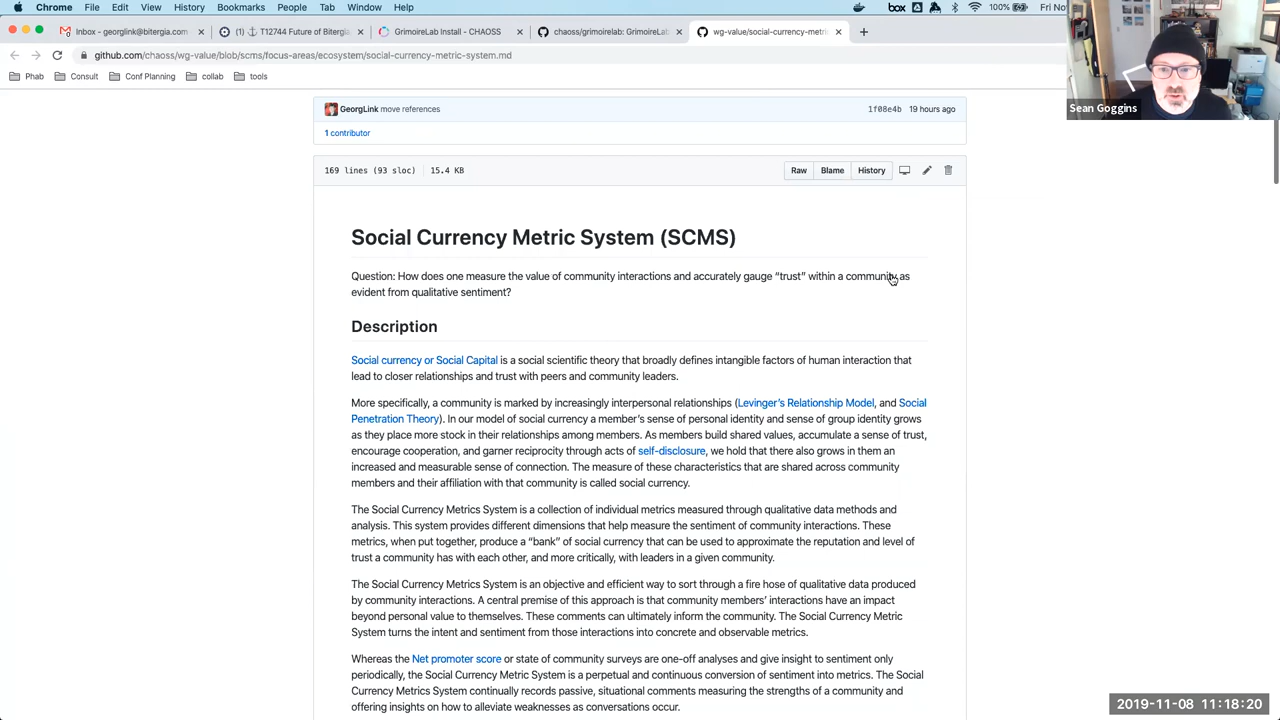 Chrome File Edit View History Bookmarks People Tab Window Help
box 100% Fri Nov
Inbox - georglink@bitergia.com
(1) T12744 Future of Bitergi
GrimoireLab Install - CHAOSS
chaoss/grimoirelab: GrimoireLa
wg-value/social-currency-metri
github.com/chaoss/wg-value/blob/scms/focus-areas/ecosystem/social-currency-metric-system.md
Phab Consult Conf Planning collab tools
Sean Goggins
GeorgLink move references 1f08e4b 19 hours ago
1 contributor
169 lines (93 sloc) 15.4 KB Raw Blame History
Social Currency Metric System (SCMS)
Question: How does one measure the value of community interactions and accurately gauge “trust” within a community as
evident from qualitative sentiment?
Description
Social currency or Social Capital is a social scientific theory that broadly defines intangible factors of human interaction that
lead to closer relationships and trust with peers and community leaders.
More specifically, a community is marked by increasingly interpersonal relationships (Levinger's Relationship Model, and Social
Penetration Theory). In our model of social currency a member's sense of personal identity and sense of group identity grows
as they place more stock in their relationships among members. As members build shared values, accumulate a sense of trust,
encourage cooperation, and garner reciprocity through acts of self-disclosure, we hold that there also grows in them an
increased and measurable sense of connection. The measure of these characteristics that are shared across community
members and their affiliation with that community is called social currency.
The Social Currency Metrics System is a collection of individual metrics measured through qualitative data methods and
analysis. This system provides different dimensions that help measure the sentiment of community interactions. These
metrics, when put together, produce a “bank” of social currency that can be used to approximate the reputation and level of
trust a community has with each other, and more critically, with leaders in a given community.
The Social Currency Metrics System is an objective and efficient way to sort through a fire hose of qualitative data produced
by community interactions. A central premise of this approach is that community members' interactions have an impact
beyond personal value to themselves. These comments can ultimately inform the community. The Social Currency Metric
System turns the intent and sentiment from those interactions into concrete and observable metrics.
Whereas the Net promoter score or state of community surveys are one-off analyses and give insight to sentiment only
periodically, the Social Currency Metric System is a perpetual and continuous conversion of sentiment into metrics. The Social
Currency Metrics System continually records passive, situational comments measuring the strengths of a community and
offering insights on how to alleviate weaknesses as conversations occur.
2019-11-08 11:18:20